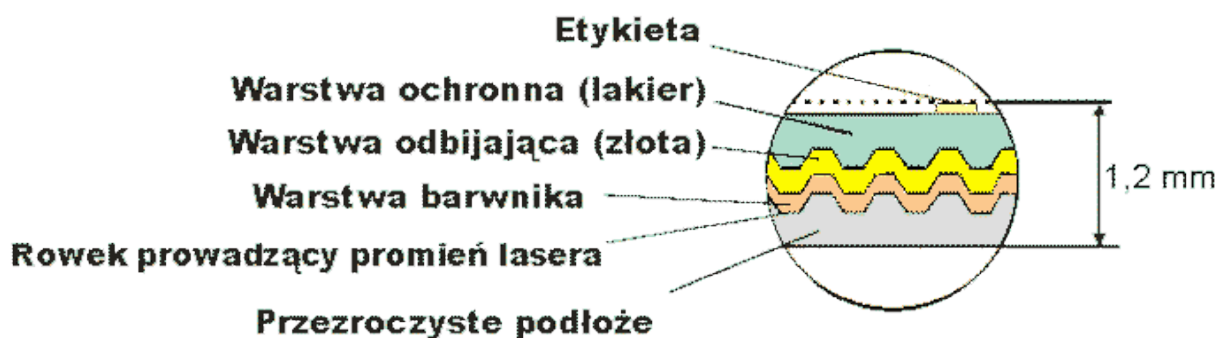 Etykieta
Warstwa ochronna (lakier)
Warstwa odbijająca (złota)
1,2 mm
Warstwa barwnika
Rowek prowadzący promień lasera
Przezroczyste podłoże